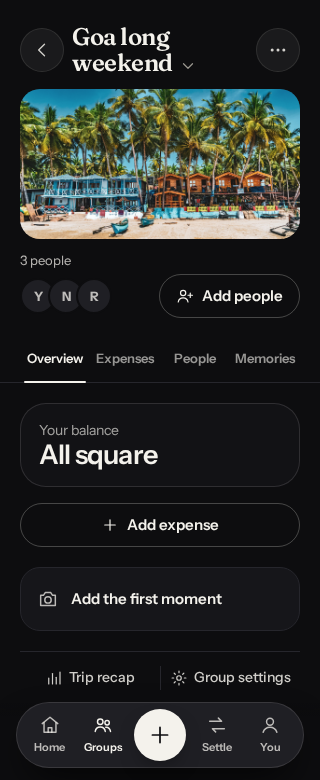 Goa long
weekend
3 people
Y N R
Add people
Overview Expenses People Memories
Your balance
All square
Add expense
Add the first moment
Trip recap Group settings
Home Groups Settle You